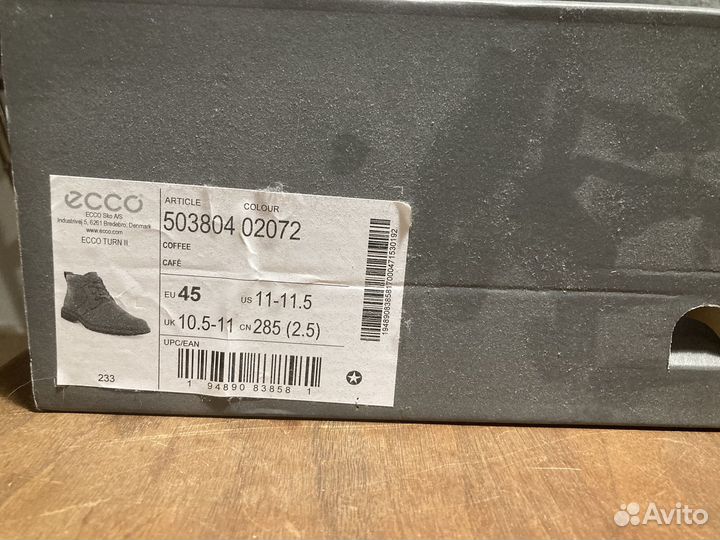 ecco
ECCO Sko A/S
Industrivej 5, 6261 Bredebro, Denmark
www.ecco.com
ECCO TURN II
233
ARTICLE COLOUR
503804 02072
COFFEE
CAFÉ
EU 45 US 11-11.5
UK 10.5-11 CN 285 (2.5)
UPC/EAN
1 94890 83858 1
19489083858170004715301​92
Avito